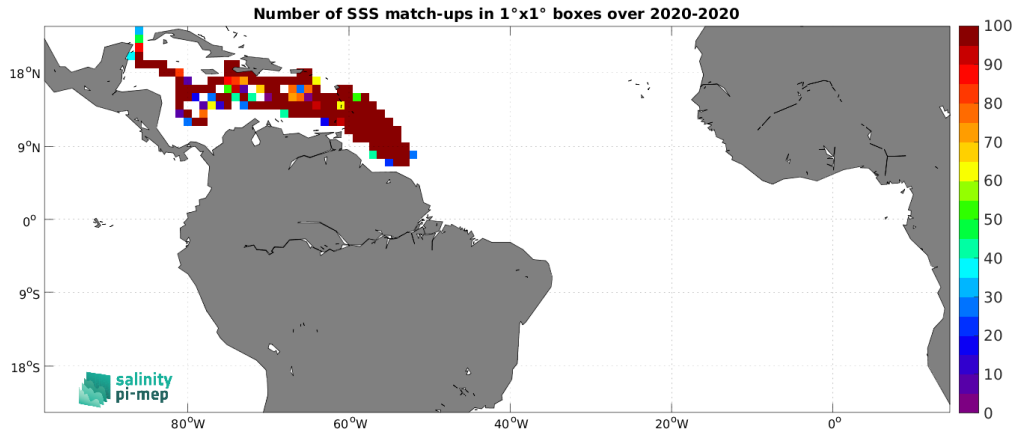 Number of SSS match-ups in 1°x1° boxes over 2020-2020
100
90
80
70
60
50
40
30
20
10
0
18°N
9°N
0°
9°S
18°S
80°W
60°W
40°W
20°W
0°
salinity
pi-mep